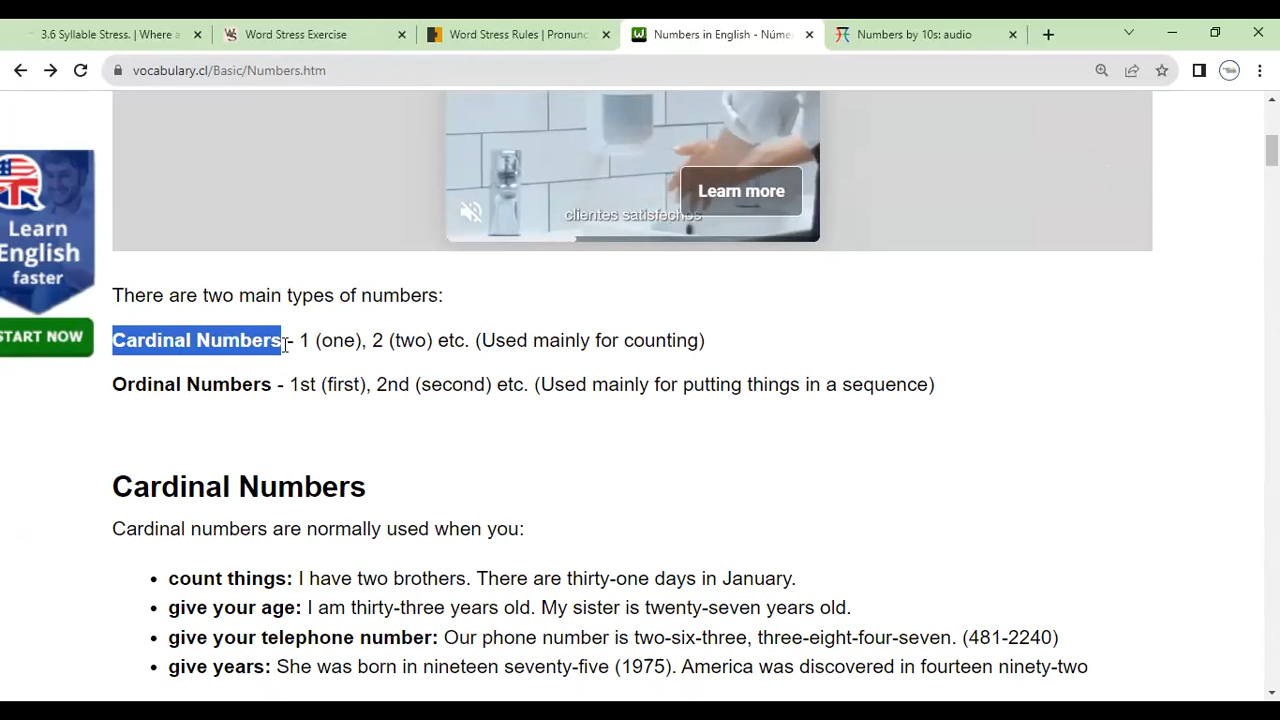 3.6 Syllable Stress. | Where a
Word Stress Exercise
Word Stress Rules | Pronunc
Numbers in English - Núme
Numbers by 10s: audio
vocabulary.cl/Basic/Numbers.htm
Learn more
clientes satisfechos
Learn
English
faster
START NOW
There are two main types of numbers:
Cardinal Numbers - 1 (one), 2 (two) etc. (Used mainly for counting)
Ordinal Numbers - 1st (first), 2nd (second) etc. (Used mainly for putting things in a sequence)
Cardinal Numbers
Cardinal numbers are normally used when you:
• count things: I have two brothers. There are thirty-one days in January.
• give your age: I am thirty-three years old. My sister is twenty-seven years old.
• give your telephone number: Our phone number is two-six-three, three-eight-four-seven. (481-2240)
• give years: She was born in nineteen seventy-five (1975). America was discovered in fourteen ninety-two